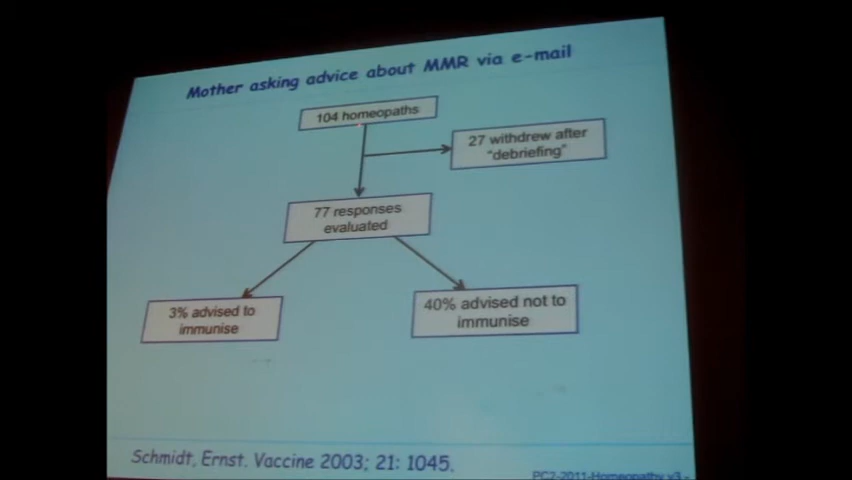 Mother asking advice about MMR via e-mail
104 homeopaths
27 withdrew after
"debriefing"
77 responses
evaluated
3% advised to
immunise
40% advised not to
immunise
Schmidt, Ernst. Vaccine 2003; 21: 1045.
PC2-2011-Homeopathy v3 -